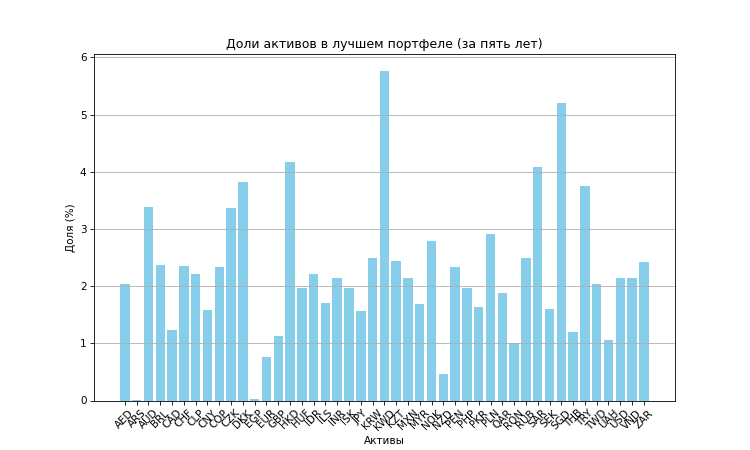 Доли активов в лучшем портфеле (за пять лет)
Доля (%)
6
5
4
3
2
1
0
AED ARS AUD BRL CAD CHF CLP CNY COP CZK DKK EGP EUR GBP HKD HUF IDR ILS INR ISK JPY KRW KWD KZT MXN MYR NOK NZD PEN PHP PKR PLN QAR RON RUB SAR SEK SGD THB TRY TWD UAH USD VND ZAR
Активы